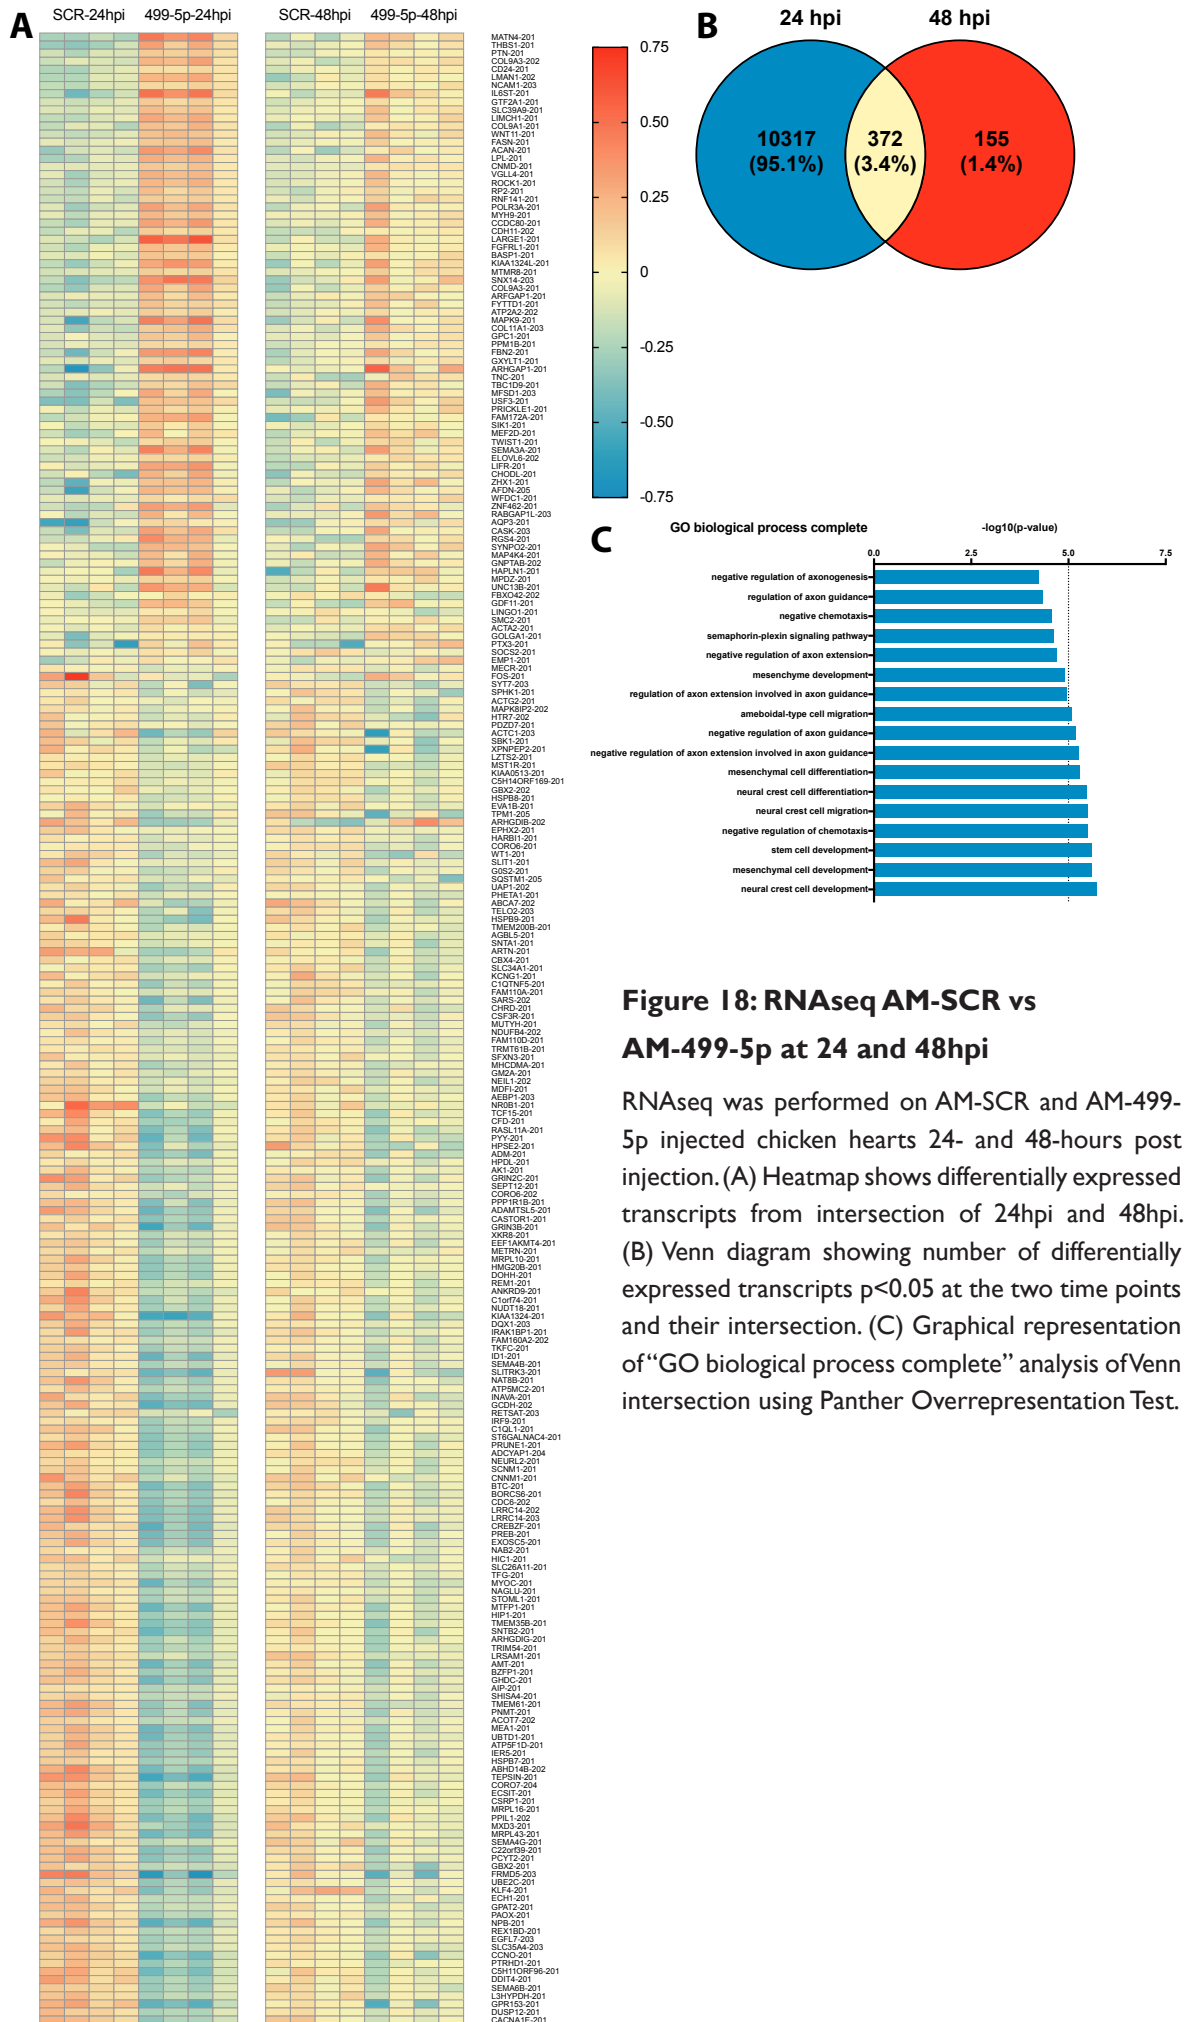 A
SCR-24hpi 499-5p-24hpi SCR-48hpi 499-5p-48hpi
MATN4-201
THBS1-201
PTN-201
COL9A3-202
CD24-201
LMAN1-202
NCAM1-203
IL6ST-201
GTF2A1-201
SLC39A9-201
LIMCH1-201
COL9A1-201
WNT11-201
FASN-201
ACAN-201
LPL-201
CNMD-201
VGLL4-201
ROCK1-201
RP2-201
RNF141-201
POLR3A-201
MYH9-201
CCDC80-201
CDH11-202
LARGE1-201
FGFRL1-201
BASP1-201
KIAA1324L-201
MTMR8-201
SNX14-203
COL9A3-201
ARFGAP1-201
FYTTD1-201
ATP2A2-202
MAPK9-201
COL11A1-203
GPC1-201
PPM1B-201
FBN2-201
GXYLT1-201
ARHGAP1-201
TNC-201
TBC1D9-201
MFSD1-203
USF3-201
PRICKLE1-201
FAM172A-201
SIK1-201
MEF2D-201
TWIST1-201
SEMA3A-201
ELOVL6-202
LIFR-201
CHODL-201
ZHX1-201
AFDN-205
WFDC1-201
ZNF462-201
RABGAP1L-203
AQP3-201
CASK-203
RGS4-201
SYNPO2-201
MAP4K4-201
GNPTAB-202
HAPLN1-201
MPDZ-201
UNC13B-201
FBXO42-202
GDF11-201
LINGO1-201
SMC2-201
ACTA2-201
GOLGA1-201
PTX3-201
SOCS2-201
EMP1-201
MECR-201
FOS-201
SYT7-203
SPHK1-201
ACTG2-201
MAPK8IP2-202
HTR7-202
PDZD7-201
ACTC1-203
SBK1-201
XPNPEP2-201
LZTS2-201
MST1R-201
KIAA0513-201
C5H14ORF169-201
GBX2-202
HSPB8-201
EVA1B-201
TPM1-205
ARHGDIB-202
EPHX2-201
HARBI1-201
CORO6-201
WT1-201
SLIT1-201
G0S2-201
SQSTM1-205
UAP1-202
PHETA1-201
ABCA7-202
TELO2-203
HSPB9-201
TMEM200B-201
AGBL5-201
SNTA1-201
ARTN-201
CBX4-201
SLC34A1-201
KCNG1-201
C1QTNF5-201
FAM110A-201
SARS-202
CHRD-201
CSF3R-201
MUTYH-201
NDUFB4-202
FAM110D-201
TRMT61B-201
SFXN3-201
MHCDMA-201
GM2A-201
NEIL1-202
MDFI-201
AEBP1-203
NR0B1-201
TCF15-201
CFD-201
RASL11A-201
PYY-201
HPSE2-201
ADM-201
HPDL-201
AK1-201
GRIN2C-201
SEPT12-201
CORO6-202
PPP1R1B-201
ADAMTSL5-201
CASTOR1-201
GRIN3B-201
XKR8-201
EEF1AKMT4-201
METRN-201
MRPL10-201
HMG20B-201
DOHH-201
REM1-201
ANKRD9-201
C1orf74-201
NUDT18-201
KIAA1324-201
DQX1-203
IRAK1BP1-201
FAM160A2-202
TKFC-201
ID1-201
SEMA4B-201
SLITRK3-201
NAT8B-201
ATP5MC2-201
INAVA-201
GCDH-202
RETSAT-203
IRF9-201
C1QL1-201
ST6GALNAC4-201
PRUNE1-201
ADCYAP1-204
NEURL2-201
SCNM1-201
CNNM1-201
BTC-201
BORCS6-201
CDC6-202
LRRC14-202
LRRC14-203
CREBZF-201
PREB-201
EXOSC5-201
NAB2-201
HIC1-201
SLC26A11-201
TFG-201
MYOC-201
NAGLU-201
STOML1-201
MTFP1-201
HIP1-201
TMEM35B-201
SNTB2-201
ARHGDIG-201
TRIM54-201
LRSAM1-201
AMT-201
BZFP1-201
GHDC-201
AIP-201
SHISA4-201
TMEM61-201
PNMT-201
ACOT7-202
MEA1-201
UBTD1-201
ATP5F1D-201
IER5-201
HSPB7-201
ABHD14B-202
TEPSIN-201
CORO7-204
ECSIT-201
CSRP1-201
MRPL16-201
PPIL1-202
MXD3-201
MRPL43-201
SEMA4G-201
C22orf39-201
PCYT2-201
GBX2-201
FRMD5-203
UBE2C-201
KLF4-201
ECH1-201
GPAT2-201
PAOX-201
NPB-201
REX1BD-201
EGFL7-203
SLC35A4-203
CCNO-201
PTRHD1-201
C5H11ORF96-201
DDIT4-201
SEMA6B-201
L3HYPDH-201
GPR153-201
DUSP12-201
CACNA1E-201
0.75
0.50
0.25
0
-0.25
-0.50
-0.75
B
24 hpi 48 hpi
10317 372 155
(95.1%) (3.4%) (1.4%)
C
GO biological process complete -log10(p-value)
0.0 2.5 5.0 7.5
negative regulation of axonogenesis
regulation of axon guidance
negative chemotaxis
semaphorin-plexin signaling pathway
negative regulation of axon extension
mesenchyme development
regulation of axon extension involved in axon guidance
ameboidal-type cell migration
negative regulation of axon guidance
negative regulation of axon extension involved in axon guidance
mesenchymal cell differentiation
neural crest cell differentiation
neural crest cell migration
negative regulation of chemotaxis
stem cell development
mesenchymal cell development
neural crest cell development
Figure 18: RNAseq AM-SCR vs
AM-499-5p at 24 and 48hpi
RNAseq was performed on AM-SCR and AM-499-
5p injected chicken hearts 24- and 48-hours post
injection. (A) Heatmap shows differentially expressed
transcripts from intersection of 24hpi and 48hpi.
(B) Venn diagram showing number of differentially
expressed transcripts p<0.05 at the two time points
and their intersection. (C) Graphical representation
of “GO biological process complete” analysis of Venn
intersection using Panther Overrepresentation Test.